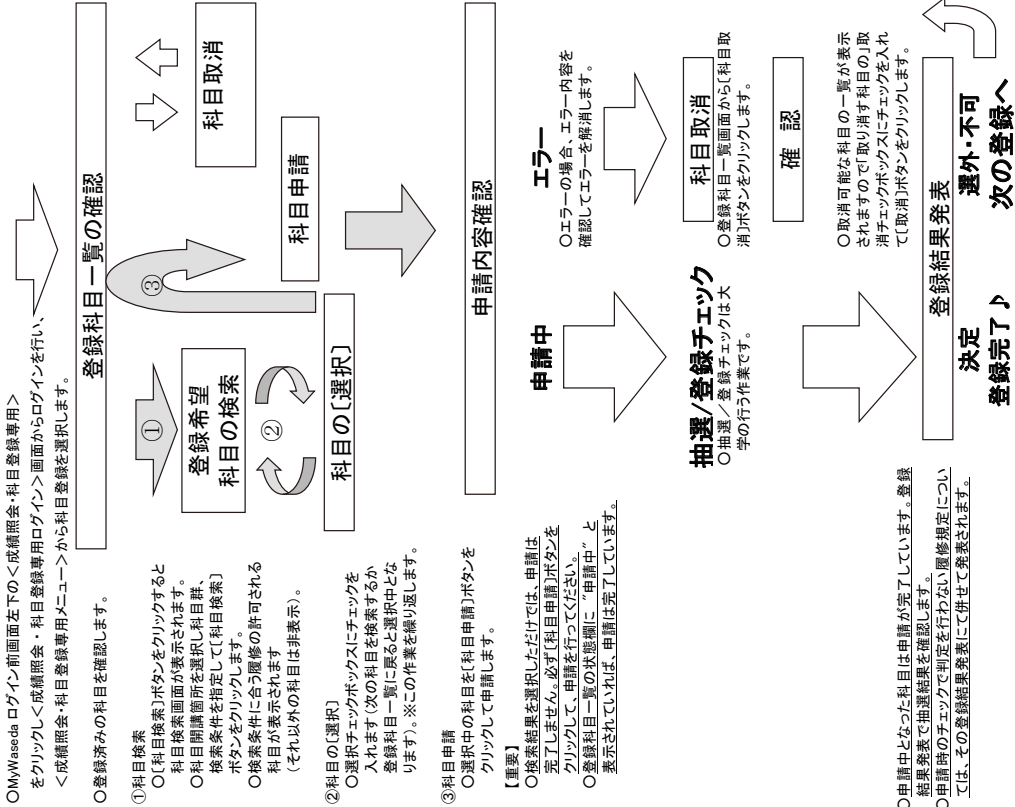 ○MyWaseda ログイン前画面左下の＜成績照会・科目登録専用＞
をクリックし＜成績照会・科目登録専用ログイン＞画面からログインを行い、
＜成績照会・科目登録専用メニュー＞から科目登録を選択します。
登録科目一覧の確認
○登録済みの科目を確認します。
①
③
科目取消
登録希望
科目の検索
②
科目申請
科目の[選択]
①科目検索
○[科目検索]ボタンをクリックすると
科目検索画面が表示されます。
○科目開講箇所を選択し科目群、
検索条件を指定して[科目検索]
ボタンをクリックします。
○検索条件に合う履修の許可される
科目が表示されます
（それ以外の科目は非表示）。
②科目の[選択]
○選択チェックボックスにチェックを
入れます（次の科目を検索するか
登録科目一覧に戻ると選択中とな
ります）。※この作業を繰り返します。
申請内容確認
③科目申請
○選択中の科目を[科目申請]ボタンを
クリックして申請します。
【重要】
○検索結果を選択しただけでは、申請は
完了しません。必ず[科目申請]ボタンを
クリックして、申請を行ってください。
○登録科目一覧の状態欄に〝申請中〟と
表示されていれば、申請は完了しています。
申請中
エラー
○エラーの場合、エラー内容を
確認してエラーを解消します。
抽選/登録チェック
○抽選／登録チェックは大
学の行う作業です。
科目取消
○登録科目一覧画面から[科目取
消]ボタンをクリックします。
確 認
○取消可能な科目の一覧が表示
されますので「取り消す科目の」取
消チェックボックスにチェックを入れ
て[取消]ボタンをクリックします。
登録結果発表
○申請中となった科目は申請が完了しています。登録
結果発表で抽選結果を確認します。
○申請時のチェックで判定を行わない履修規定につい
ては、その登録結果発表にて併せて発表されます。
決定
登録完了♪
選外・不可
次の登録へ